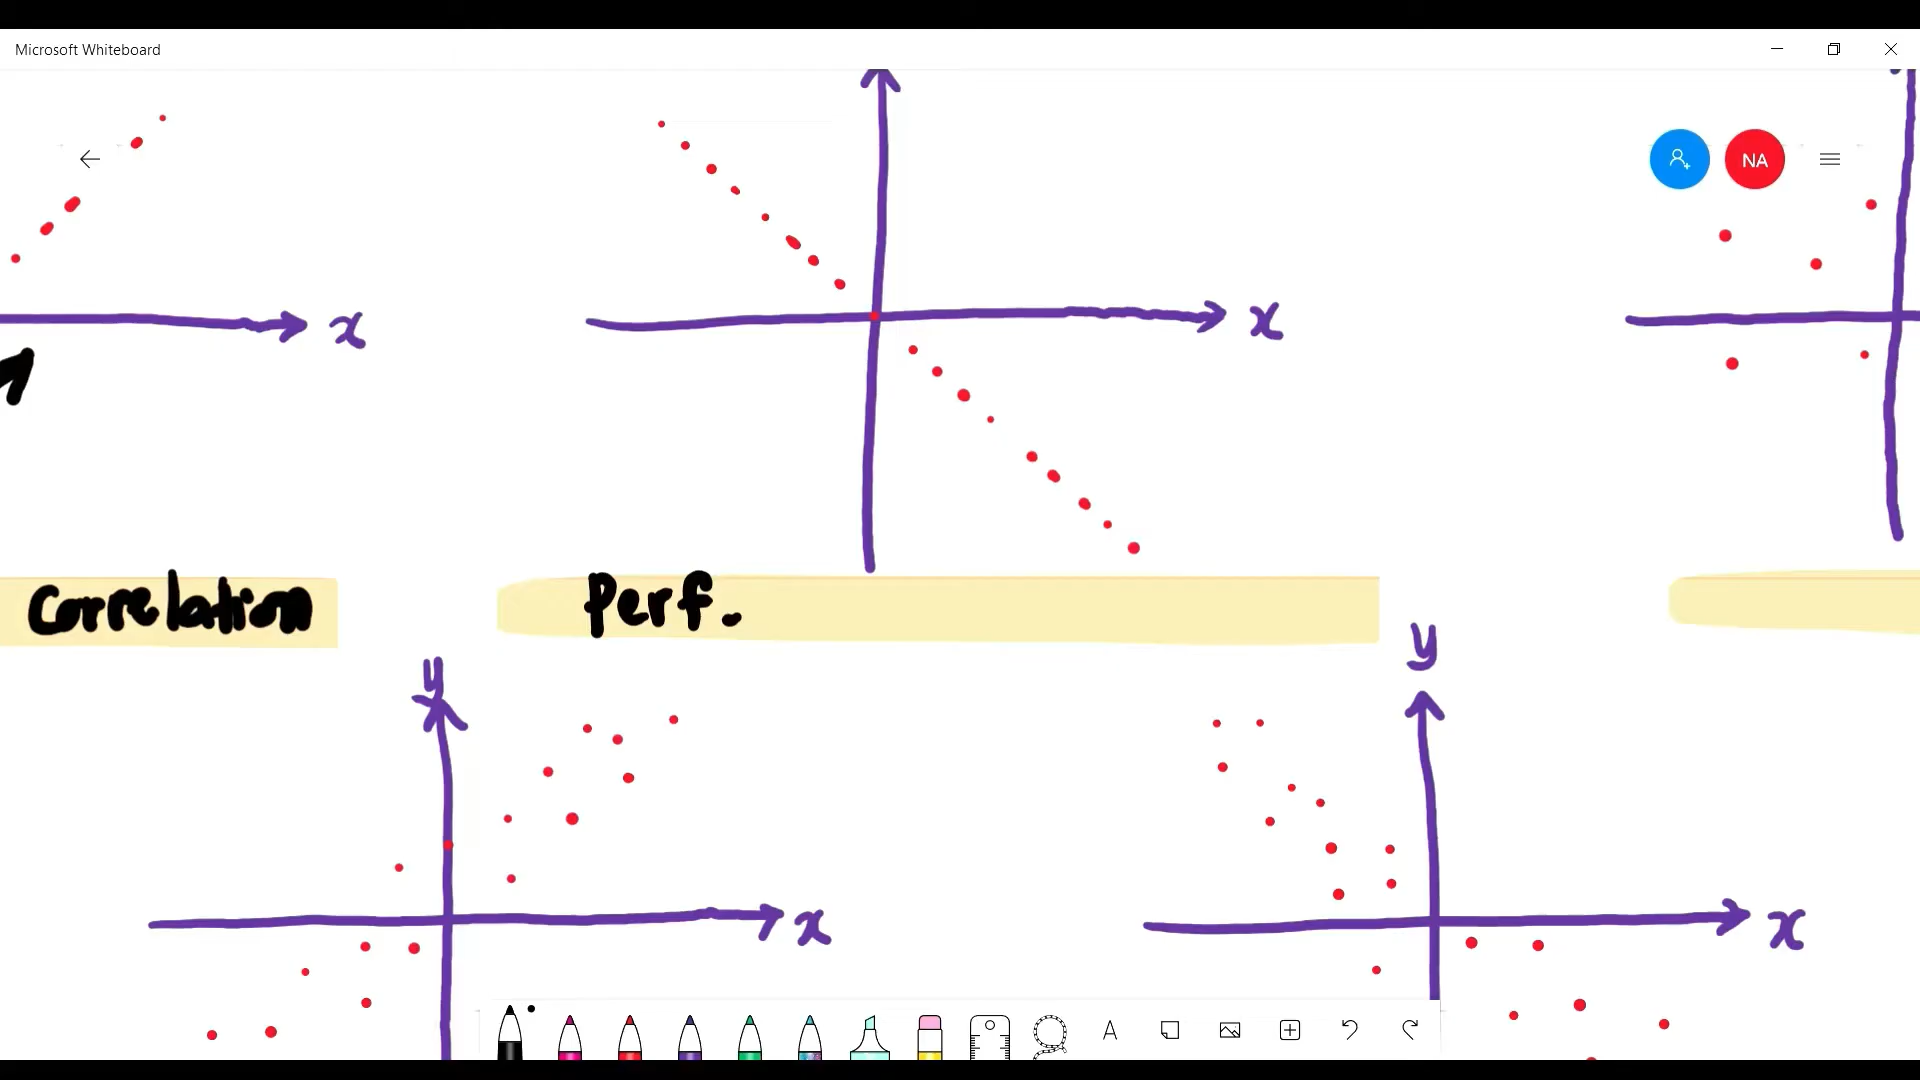 Microsoft Whiteboard
NA
x
x
Correlation
Perf.
y
y
x
x
A